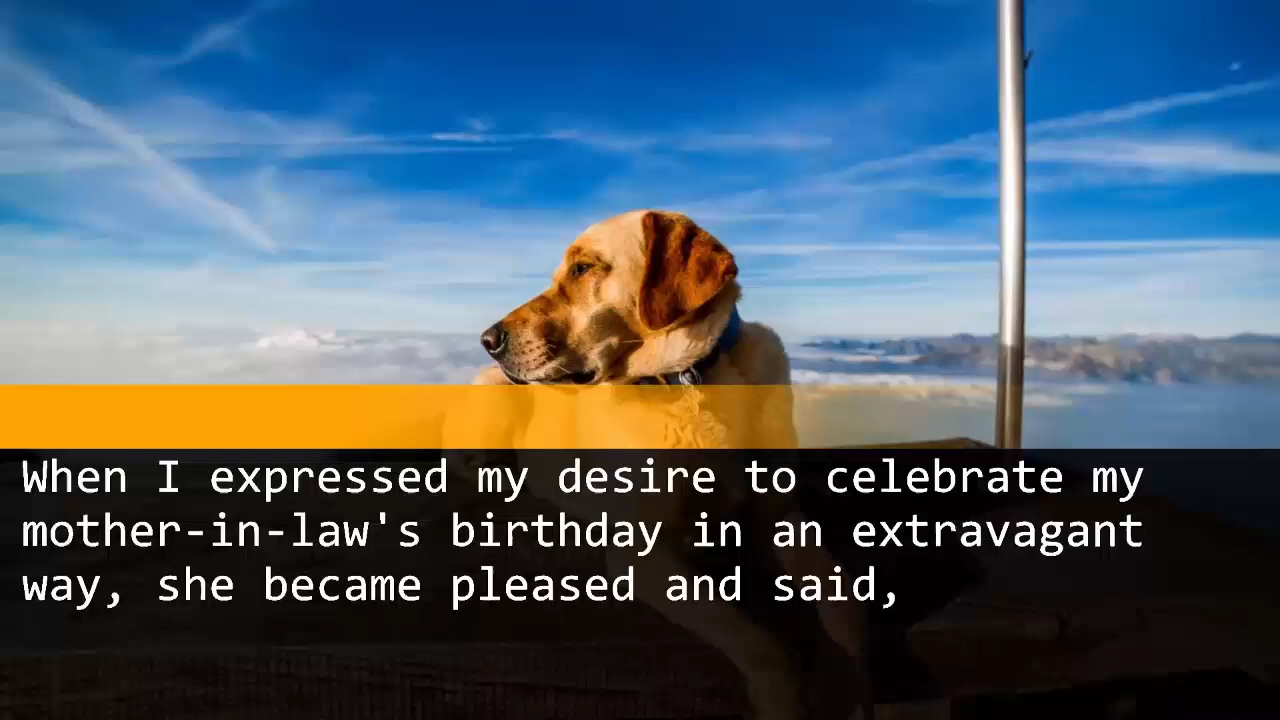 When I expressed my desire to celebrate my
mother-in-law's birthday in an extravagant
way, she became pleased and said,